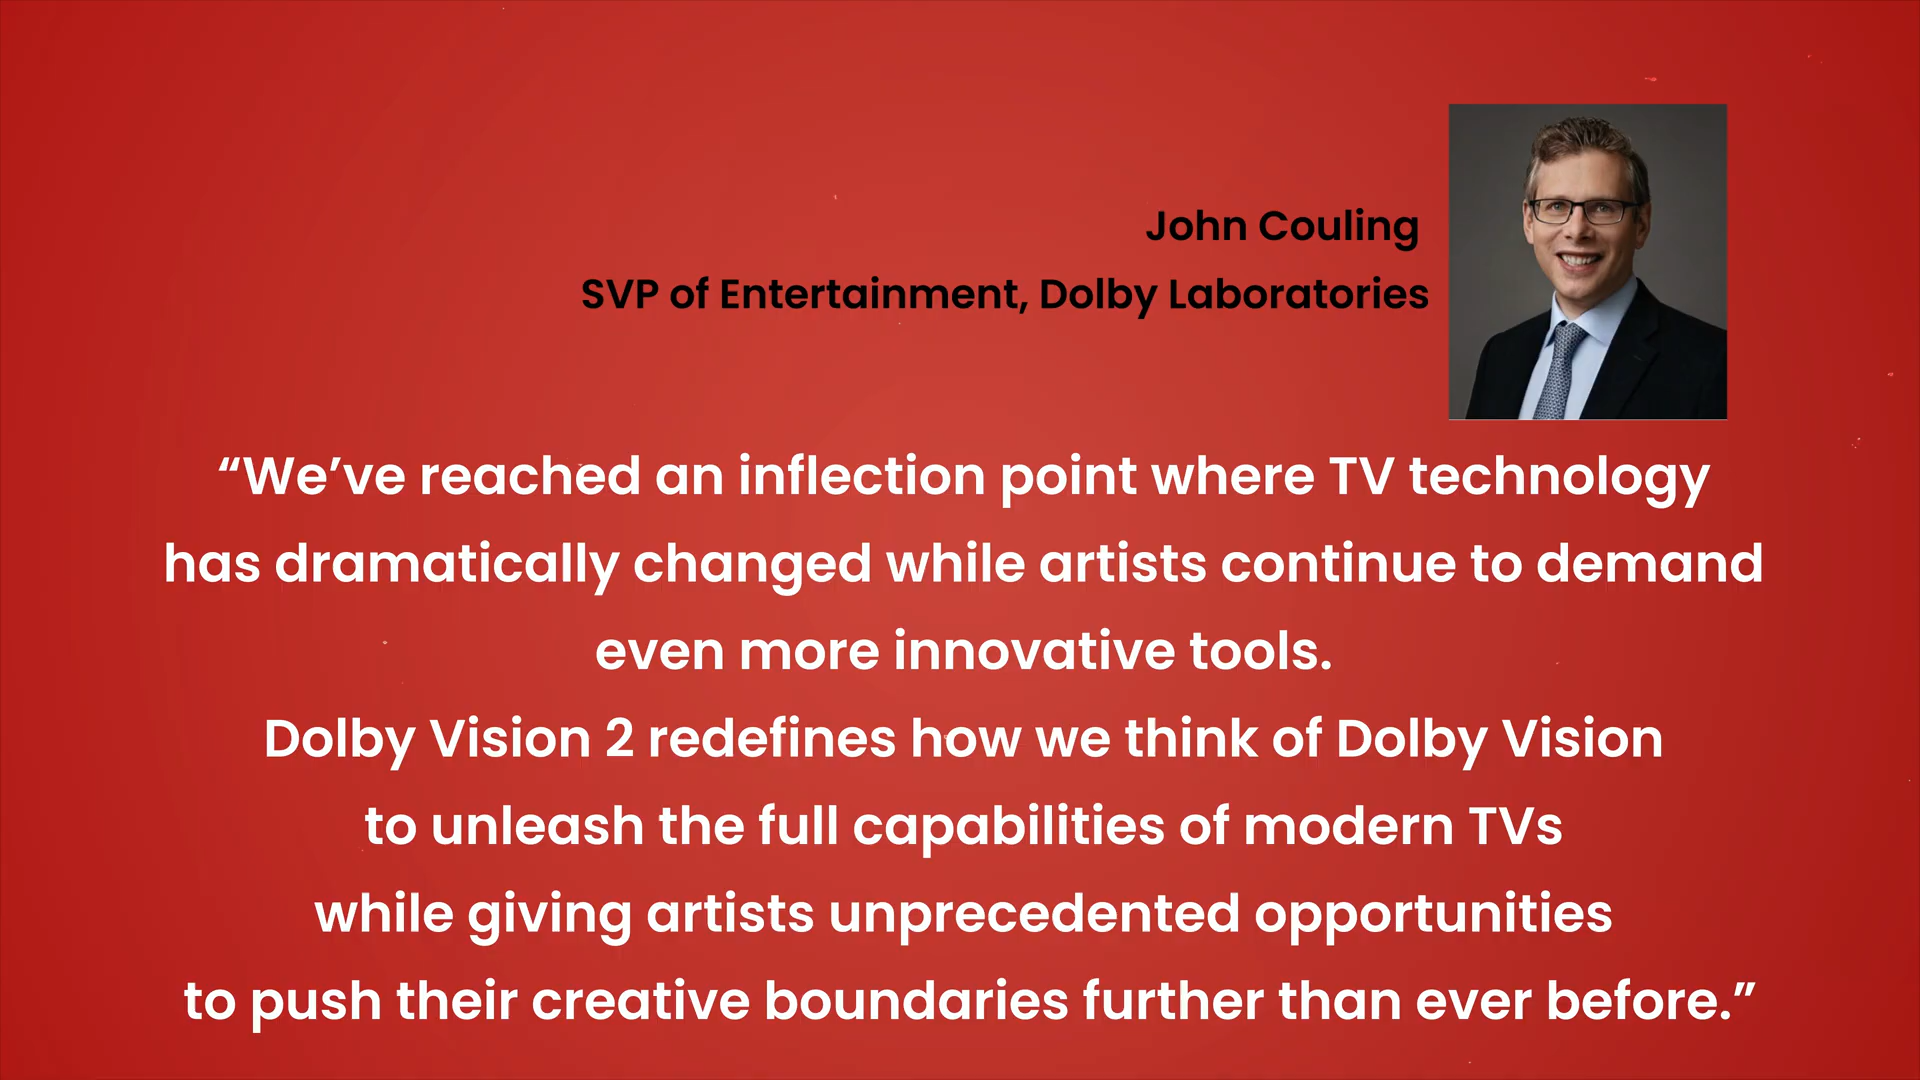 John Couling
SVP of Entertainment, Dolby Laboratories
“We’ve reached an inflection point where TV technology
has dramatically changed while artists continue to demand
even more innovative tools.
Dolby Vision 2 redefines how we think of Dolby Vision
to unleash the full capabilities of modern TVs
while giving artists unprecedented opportunities
to push their creative boundaries further than ever before.”